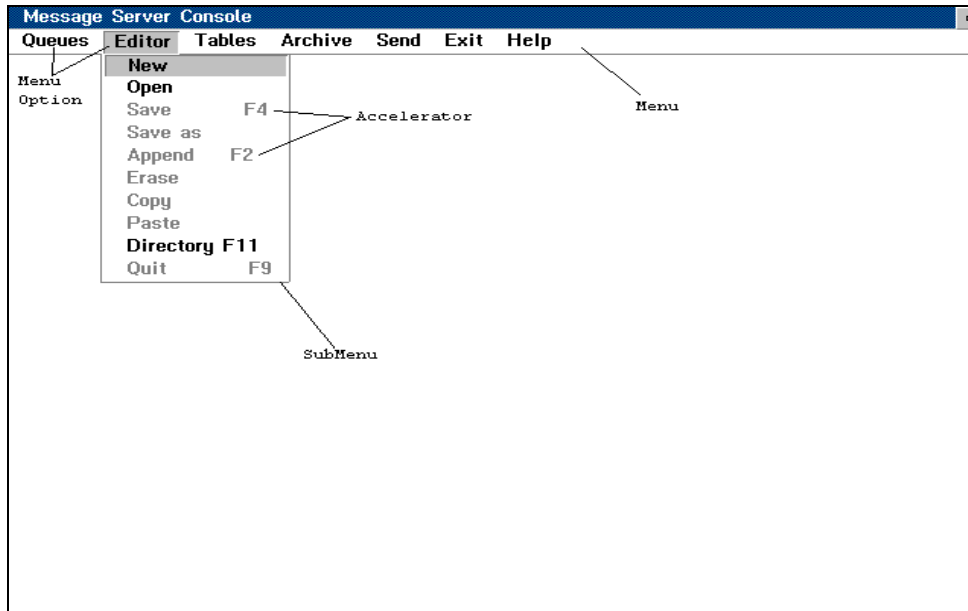 Message Server Console
Queues Editor Tables Archive Send Exit Help
New
Menu
Option
Open
Save F4
Accelerator
Menu
Save as
Append F2
Erase
Copy
Paste
Directory F11
Quit F9
SubMenu